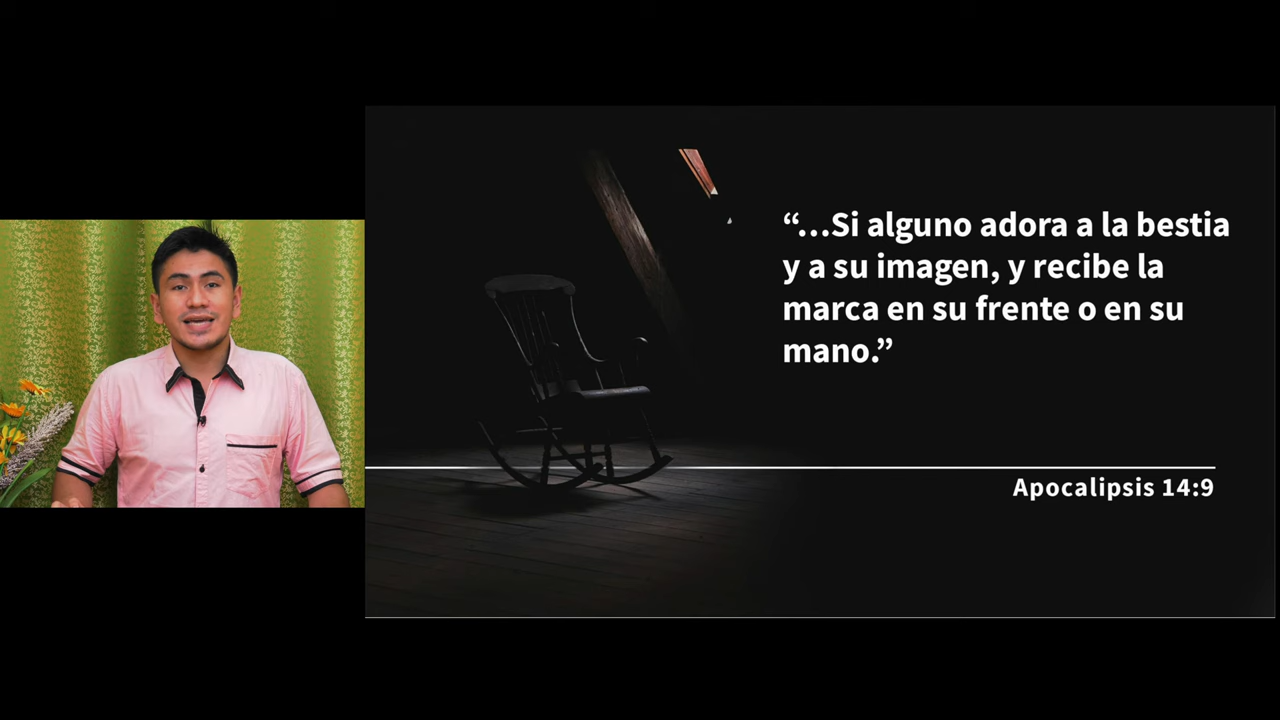 “...Si alguno adora a la bestia
y a su imagen, y recibe la
marca en su frente o en su
mano.”
Apocalipsis 14:9